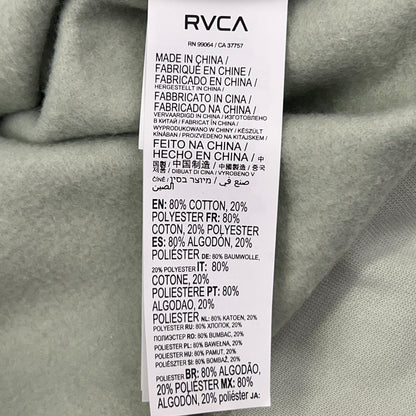 RVCA
RN 99064 / CA 37757
MADE IN CHINA /
FABRIQUÉ EN CHINE /
FABRICADO EN CHINA /
HERGESTELLT IN CHINA /
FABBRICATO IN CINA /
FABRICADO NA CHINA /
VERVAARDIGD IN CHINA / ИЗГОТОВЛЕНО
В КИТАЙ / FABRICAT IN CHINA /
WYPRODUKOWANO W CHINY / KÉSZÜLT
KÍNÁBAN / PROIZVEDENO NA KITAJSKEM /
FEITO NA CHINA /
HECHO EN CHINA / 中
国製 / 中国制造 / 中國製造 / 중국
제조 / DIBUAT DI CINA / VYROBENO V
ČÍNĚ / מיוצר בסין / صنع في
الصين
EN: 80% COTTON, 20%
POLYESTER FR: 80%
COTON, 20% POLYESTER
ES: 80% ALGODÓN, 20%
POLIÉSTER DE: 80% BAUMWOLLE,
20% POLYESTER IT: 80%
COTONE, 20%
POLIESTERE PT: 80%
ALGODAO, 20%
POLIESTER NL: 80% KATOEN, 20%
POLYESTER RU: 80% ХЛОПОК, 20%
ПОЛИЭСТЕР RO: 80% BUMBAC, 20%
POLIESTER PL: 80% BAWEŁNA, 20%
POLIESTER HU: 80% PAMUT, 20%
POLIÉSZTER SI: 80% BOMBAŽ, 20%
POLIESTER BR: 80% ALGODÃO,
20% POLIÉSTER MX: 80%
ALGODÓN, 20% poliéster JA: